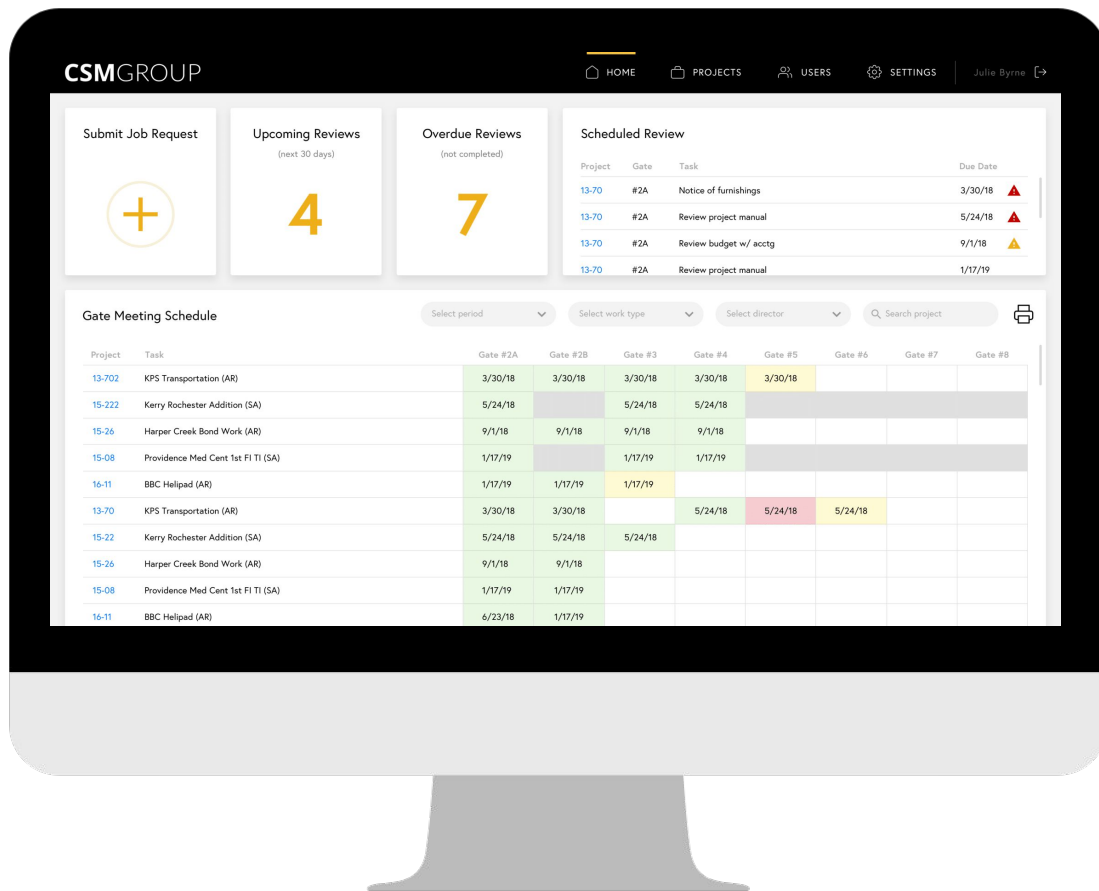 CSMGROUP
HOME PROJECTS USERS SETTINGS Julie Byrne
Submit Job Request
Upcoming Reviews
(next 30 days)
4
Overdue Reviews
(not completed)
7
Scheduled Review
Project Gate Task Due Date
13-70 #2A Notice of furnishings 3/30/18
13-70 #2A Review project manual 5/24/18
13-70 #2A Review budget w/ acctg 9/1/18
13-70 #2A Review project manual 1/17/19
Gate Meeting Schedule
Select period Select work type Select director Search project
Project Task Gate #2A Gate #2B Gate #3 Gate #4 Gate #5 Gate #6 Gate #7 Gate #8
13-702 KPS Transportation (AR) 3/30/18 3/30/18 3/30/18 3/30/18 3/30/18
15-222 Kerry Rochester Addition (SA) 5/24/18 5/24/18 5/24/18
15-26 Harper Creek Bond Work (AR) 9/1/18 9/1/18 9/1/18 9/1/18
15-08 Providence Med Cent 1st Fl TI (SA) 1/17/19 1/17/19 1/17/19
16-11 BBC Helipad (AR) 1/17/19 1/17/19 1/17/19
13-70 KPS Transportation (AR) 3/30/18 3/30/18 5/24/18 5/24/18 5/24/18
15-22 Kerry Rochester Addition (SA) 5/24/18 5/24/18 5/24/18
15-26 Harper Creek Bond Work (AR) 9/1/18 9/1/18
15-08 Providence Med Cent 1st Fl TI (SA) 1/17/19 1/17/19
16-11 BBC Helipad (AR) 6/23/18 1/17/19